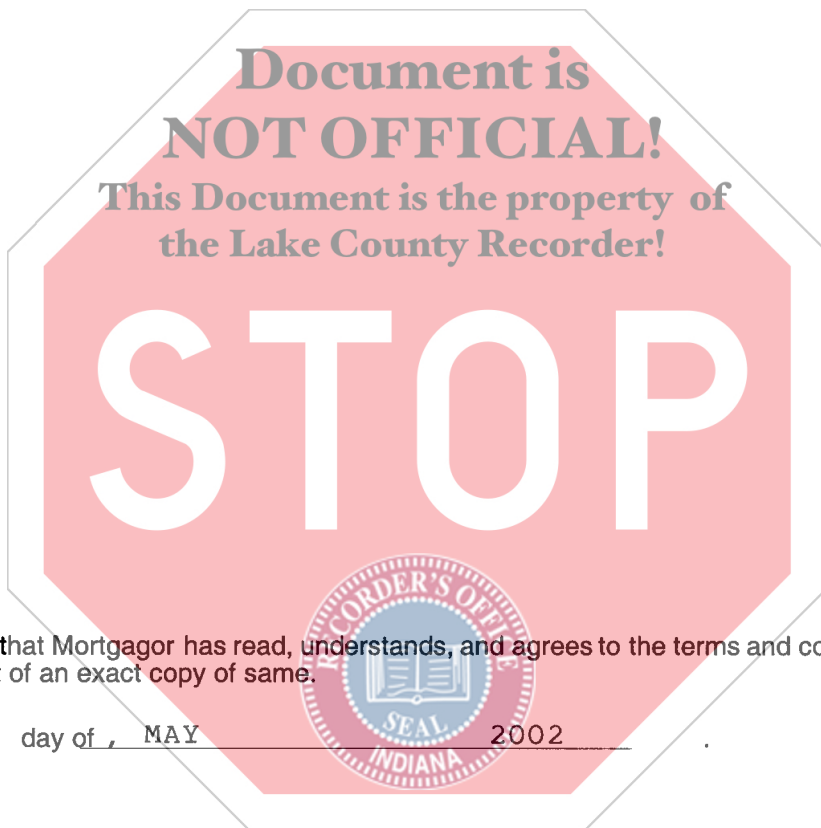 Document is
NOT OFFICIAL!
This Document is the property of
the Lake County Recorder!
STOP
that Mortgagor has read, understands, and agrees to the terms and co
of an exact copy of same.
day of , MAY 2002 .
RECORDER'S OFFICE
SEAL
INDIANA